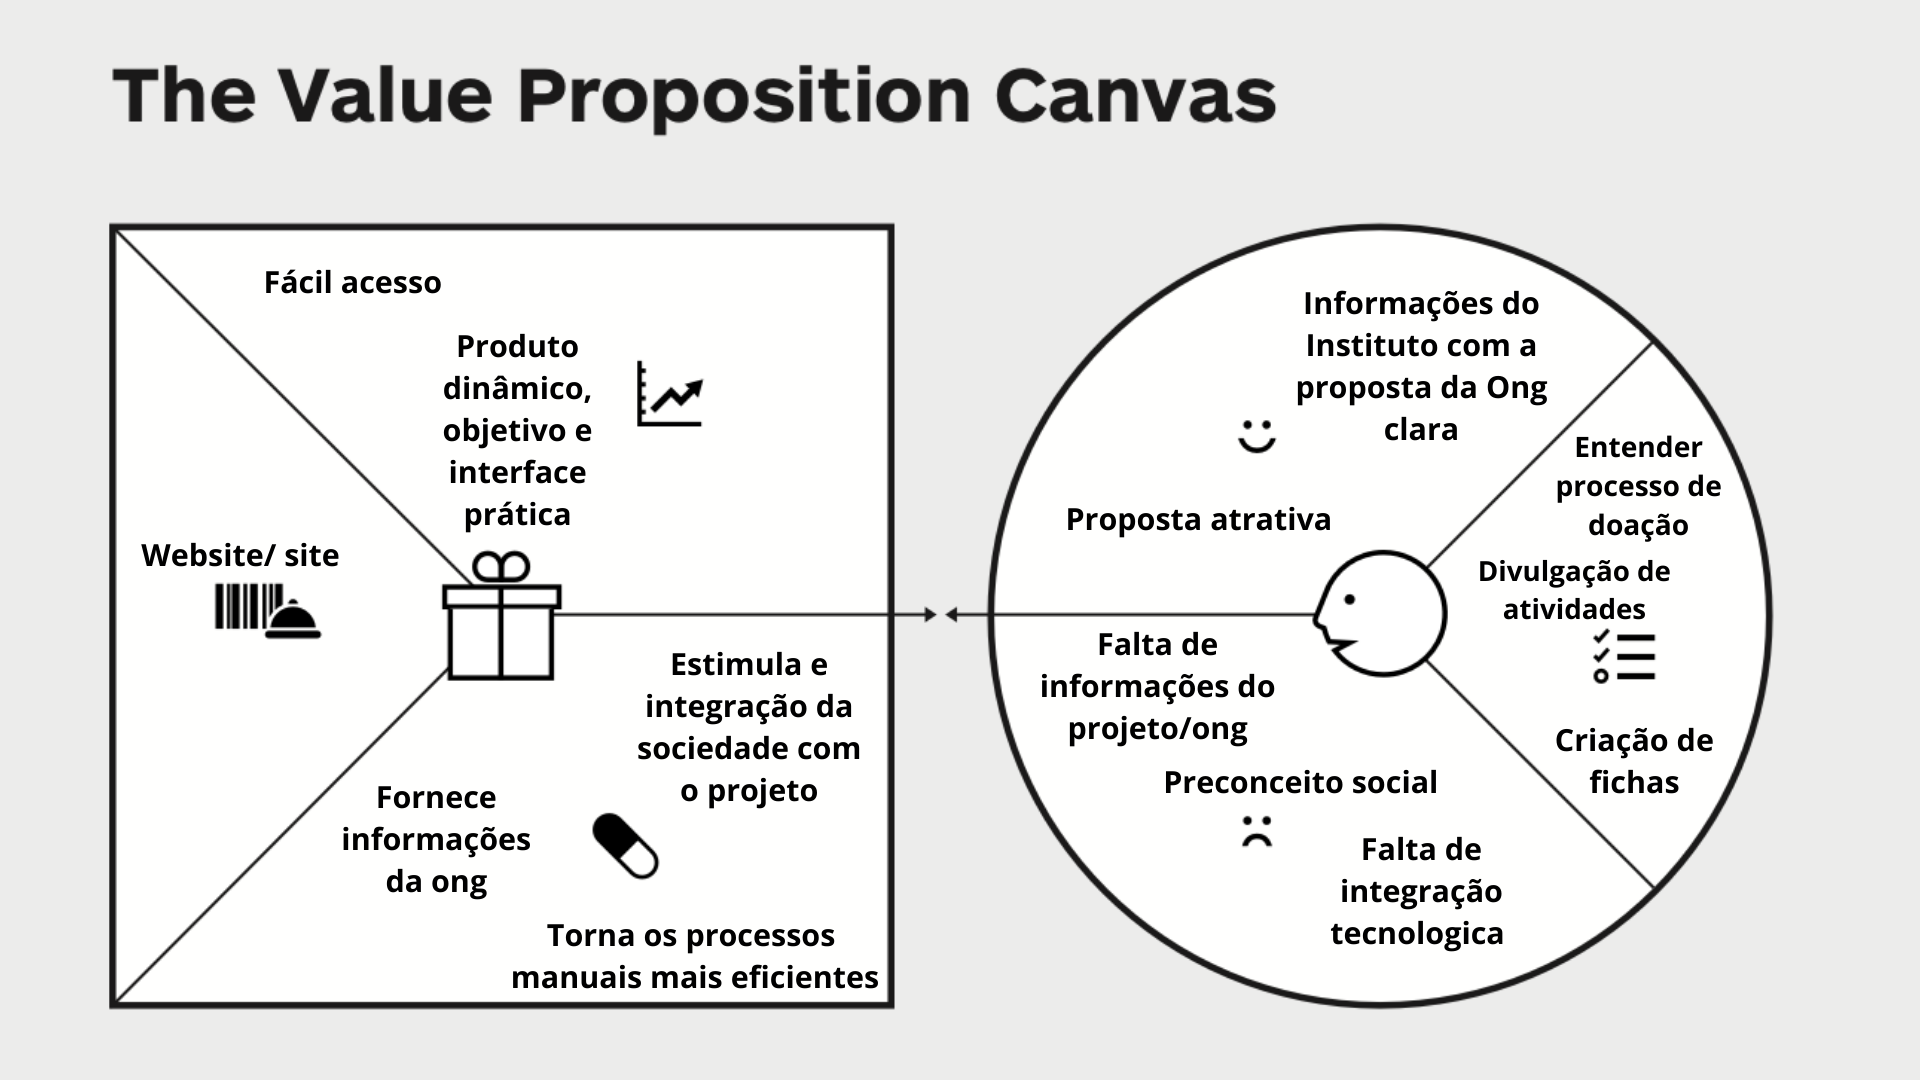 The Value Proposition Canvas
Fácil acesso
Produto
dinâmico,
objetivo e
interface
prática
Website/ site
Estimula e
integração da
sociedade com
o projeto
Fornece
informações
da ong
Torna os processos
manuais mais eficientes
Informações do
Instituto com a
proposta da Ong
clara
Proposta atrativa
Entender
processo de
doação
Divulgação de
atividades
Criação de
fichas
Falta de
informações do
projeto/ong
Preconceito social
Falta de
integração
tecnologica